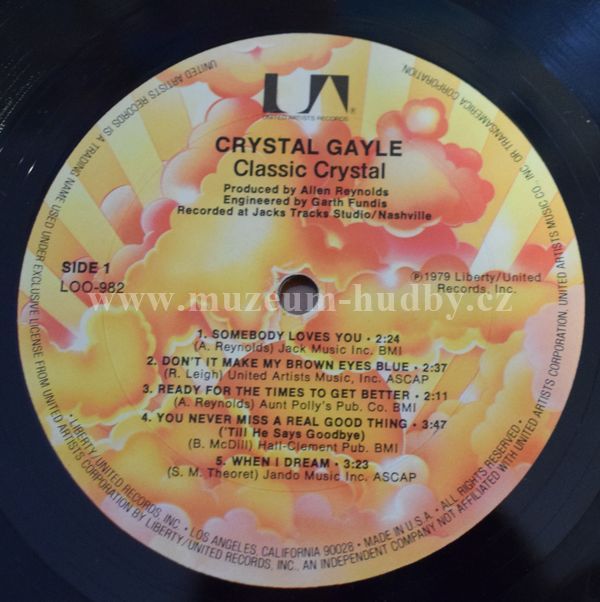 UA
®
UNITED ARTISTS RECORDS
CRYSTAL GAYLE
Classic Crystal
Produced by Allen Reynolds
Engineered by Garth Fundis
Recorded at Jacks Tracks Studio/Nashville
SIDE 1
LOO-982
℗ 1979 Liberty/United
Records, Inc.
www.muzeum-hudby.cz
1. SOMEBODY LOVES YOU • 2:24
(A. Reynolds) Jack Music Inc. BMI
2. DON'T IT MAKE MY BROWN EYES BLUE • 2:37
(R. Leigh) United Artists Music, Inc. ASCAP
3. READY FOR THE TIMES TO GET BETTER • 2:11
(A. Reynolds) Aunt Polly's Pub. Co. BMI
4. YOU NEVER MISS A REAL GOOD THING • 3:47
('Till He Says Goodbye)
(B. McDill) Hall-Clement Pub. BMI
5. WHEN I DREAM • 3:23
(S. M. Theoret) Jando Music Inc. ASCAP
• LIBERTY/UNITED RECORDS, INC. • LOS ANGELES, CALIFORNIA 90028 • MADE IN U.S.A. • ALL RIGHTS RESERVED •
UNITED ARTISTS RECORDS IS A TRADING NAME USED UNDER EXCLUSIVE LICENSE FROM UNITED ARTISTS CORPORATION BY LIBERTY/UNITED RECORDS, INC., AN INDEPENDENT COMPANY NOT AFFILIATED WITH UNITED ARTISTS CORPORATION, UNITED ARTISTS MUSIC CO., INC. OR TRANSAMERICA CORPORATION.